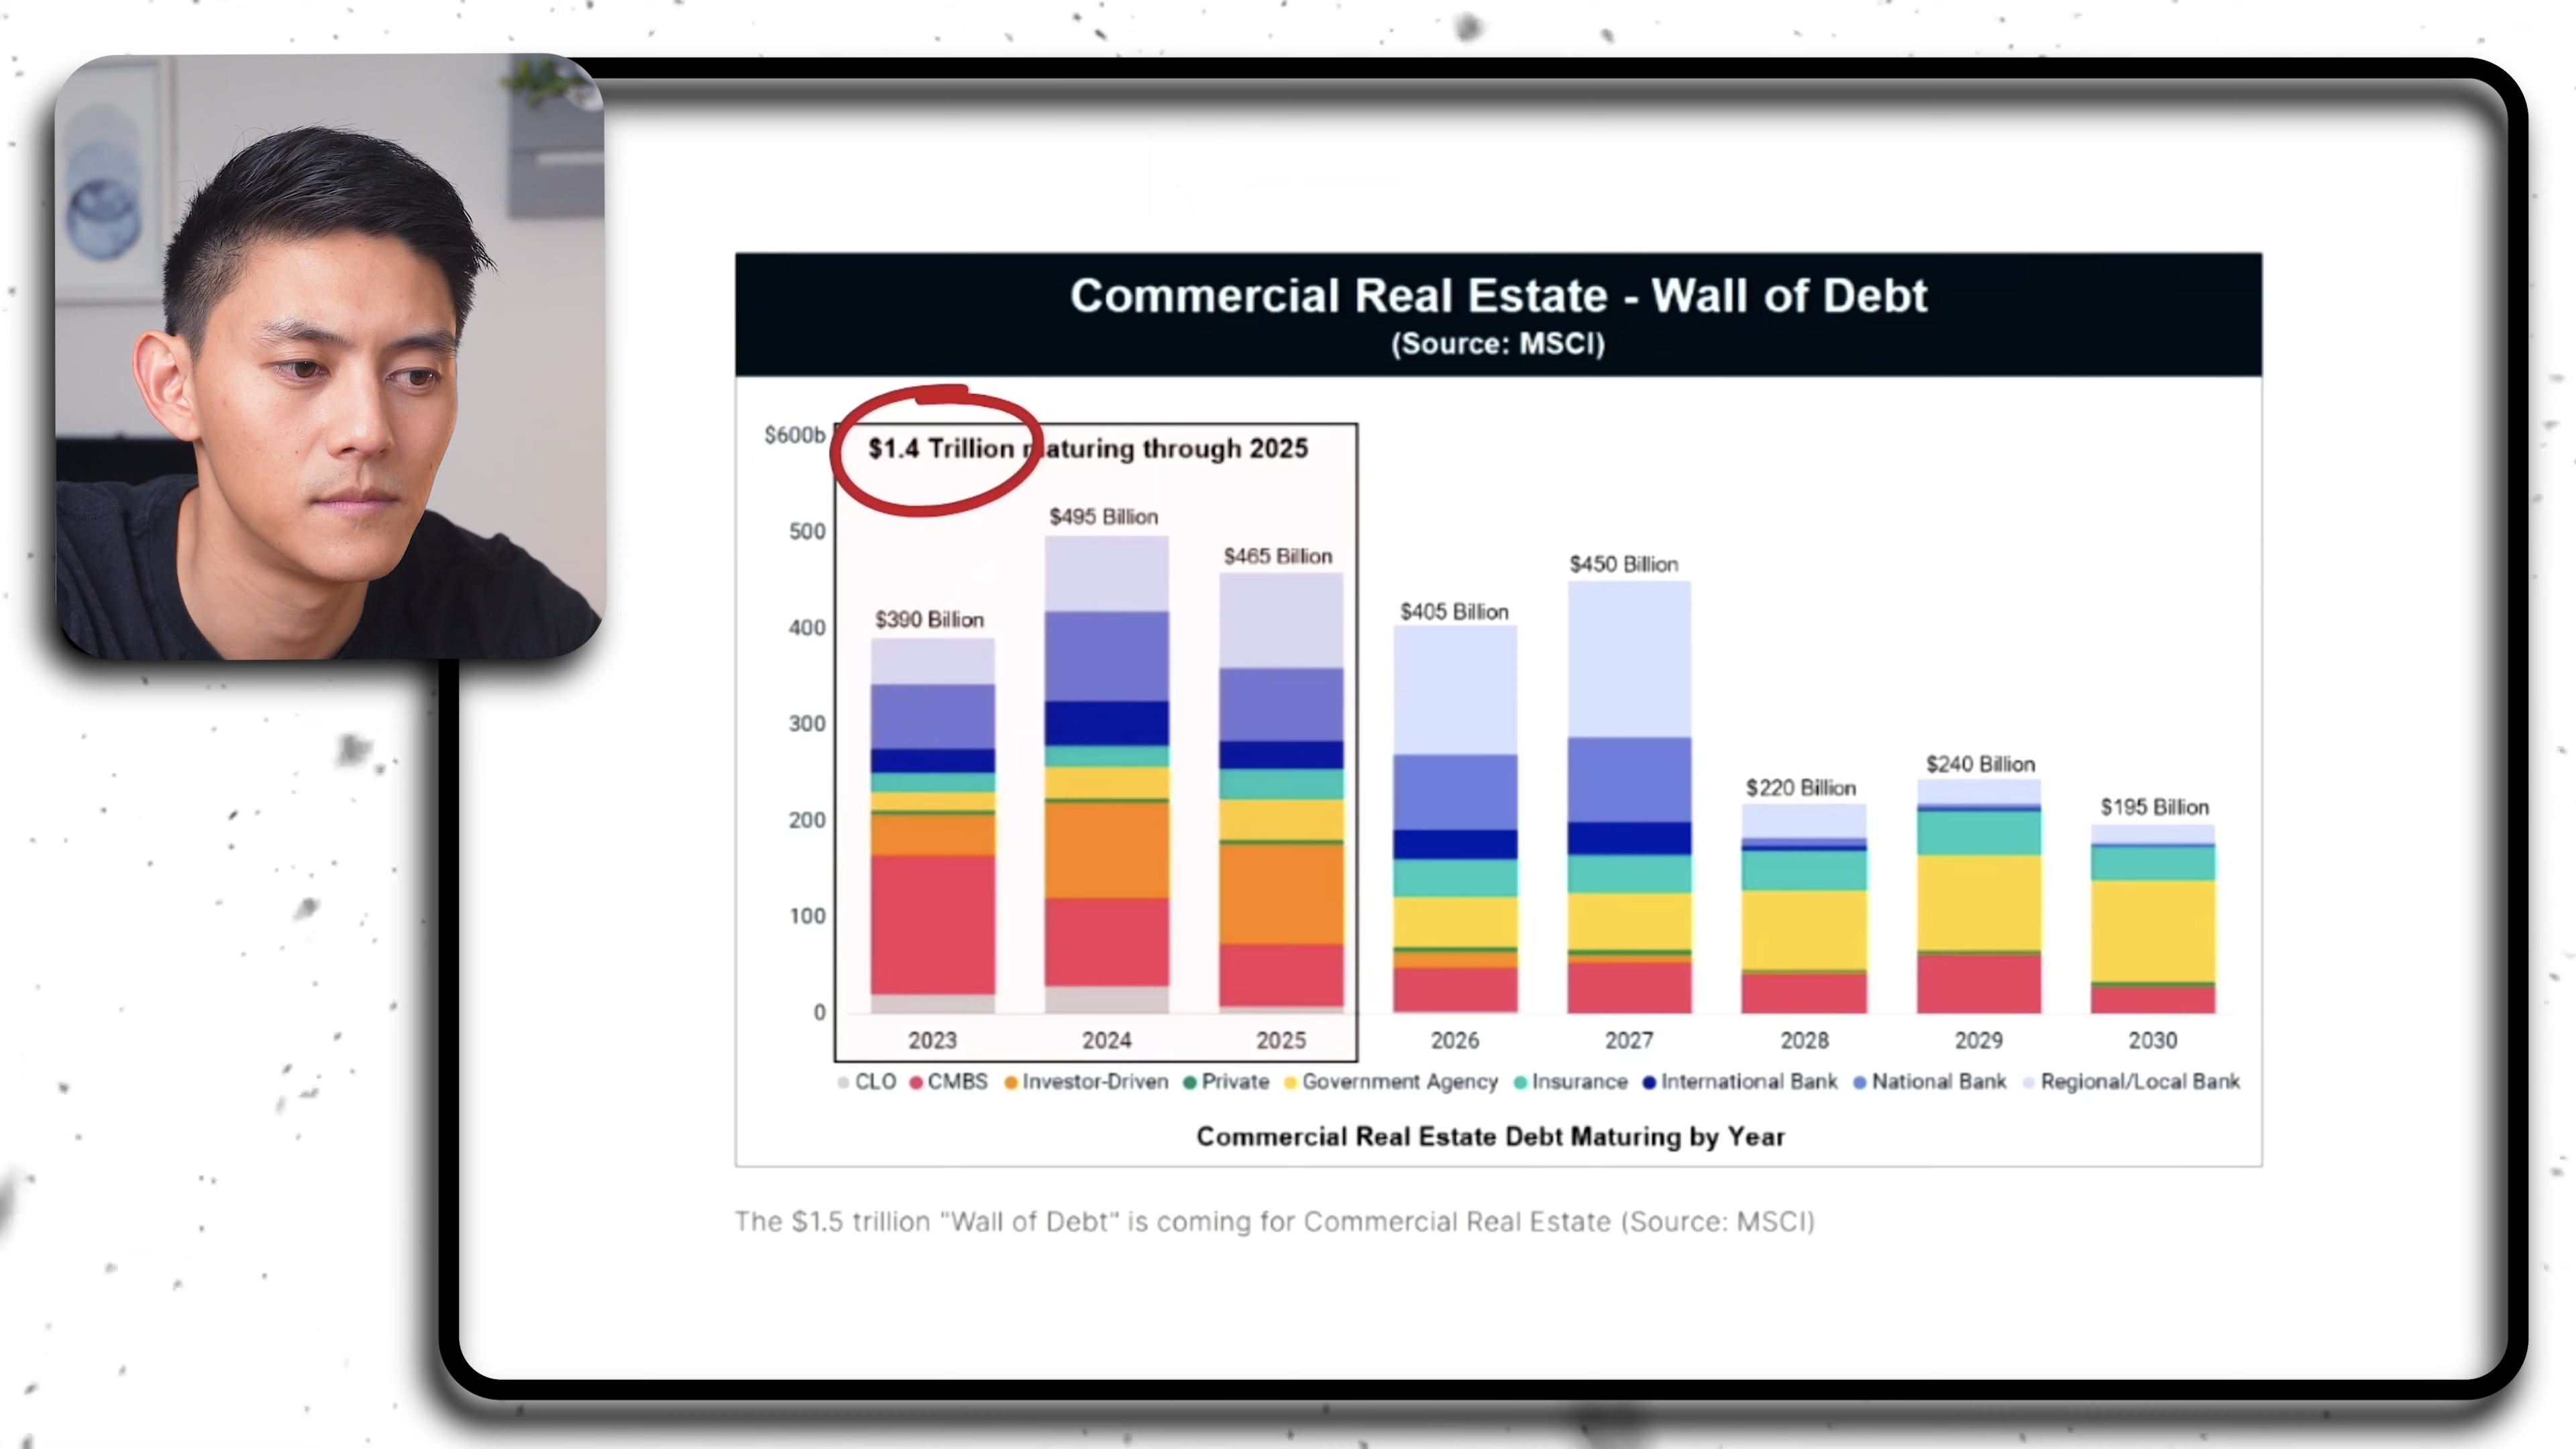 Commercial Real Estate - Wall of Debt
(Source: MSCI)
$600b
$1.4 Trillion maturing through 2025
500
400
300
200
100
0
$390 Billion
$495 Billion
$465 Billion
$405 Billion
$450 Billion
$220 Billion
$240 Billion
$195 Billion
2023 2024 2025 2026 2027 2028 2029 2030
CLO CMBS Investor-Driven Private Government Agency Insurance International Bank National Bank Regional/Local Bank
Commercial Real Estate Debt Maturing by Year
The $1.5 trillion "Wall of Debt" is coming for Commercial Real Estate (Source: MSCI)